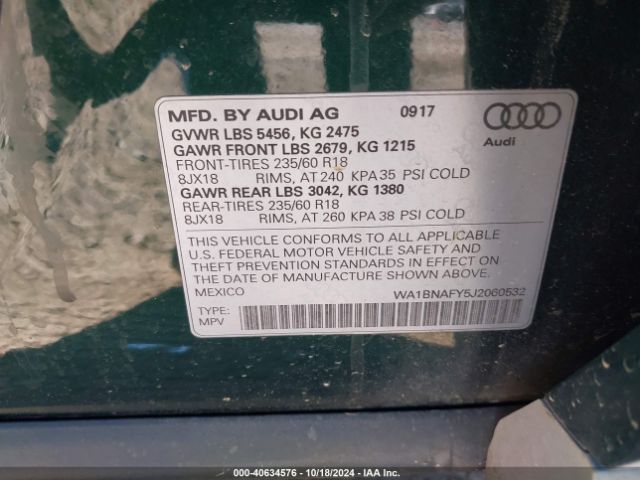 MFD. BY AUDI AG 0917
GVWR LBS 5456, KG 2475
GAWR FRONT LBS 2679, KG 1215
FRONT-TIRES 235/60 R18
8JX18 RIMS, AT 240 KPA 35 PSI COLD
GAWR REAR LBS 3042, KG 1380
REAR-TIRES 235/60 R18
8JX18 RIMS, AT 260 KPA 38 PSI COLD
Audi
THIS VEHICLE CONFORMS TO ALL APPLICABLE
U.S. FEDERAL MOTOR VEHICLE SAFETY AND
THEFT PREVENTION STANDARDS IN EFFECT ON
THE DATE OF MANUFACTURE SHOWN ABOVE.
MEXICO WA1BNAFY5J2060532
TYPE:
MPV
000-40634576 - 10/18/2024 - IAA Inc.